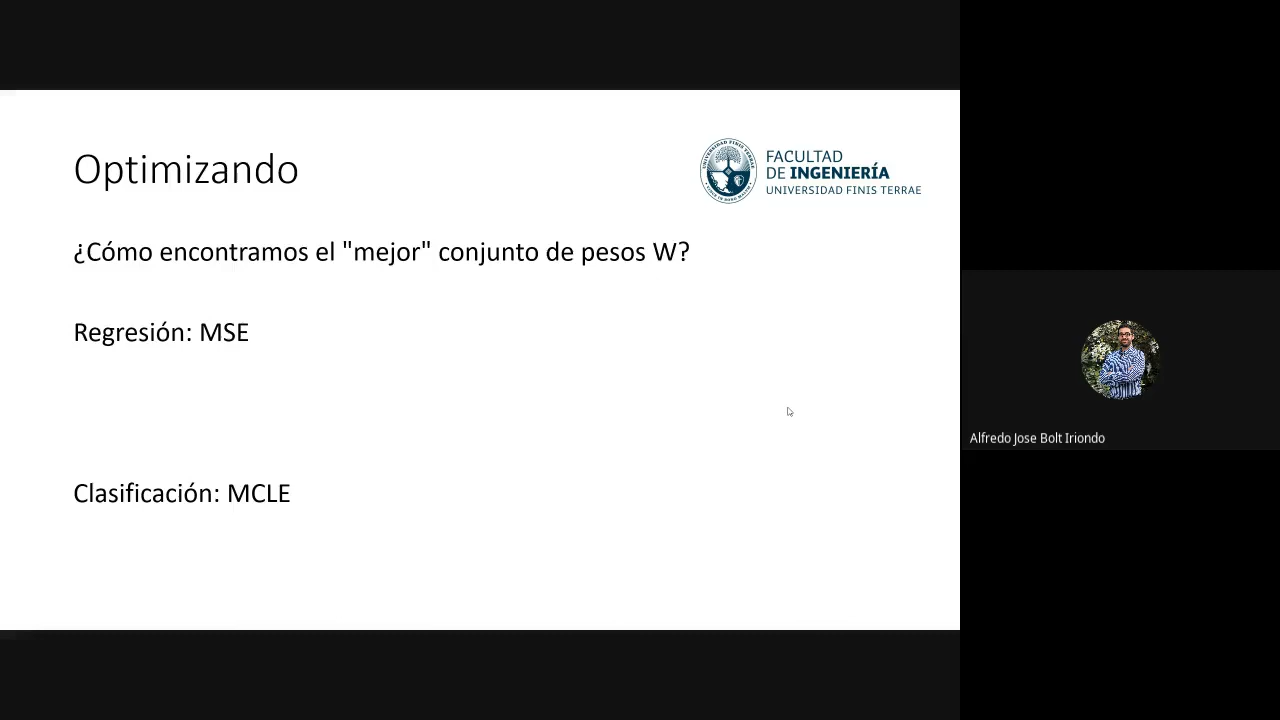 Optimizando
FACULTAD
DE INGENIERÍA
UNIVERSIDAD FINIS TERRAE
¿Cómo encontramos el "mejor" conjunto de pesos W?
Regresión: MSE
Clasificación: MCLE
Alfredo Jose Bolt Iriondo